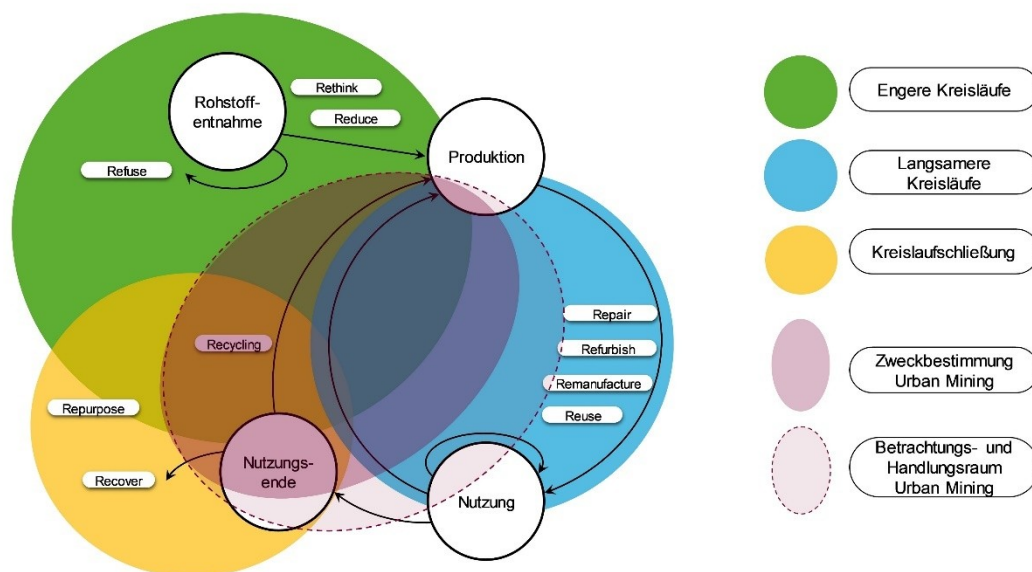 Rohstoff-
entnahme
Rethink
Reduce
Refuse
Produktion
Recycling
Repair
Refurbish
Remanufacture
Reuse
Repurpose
Recover
Nutzungs-
ende
Nutzung
Engere Kreisläufe
Langsamere
Kreisläufe
Kreislaufschließung
Zweckbestimmung
Urban Mining
Betrachtungs- und
Handlungsraum
Urban Mining